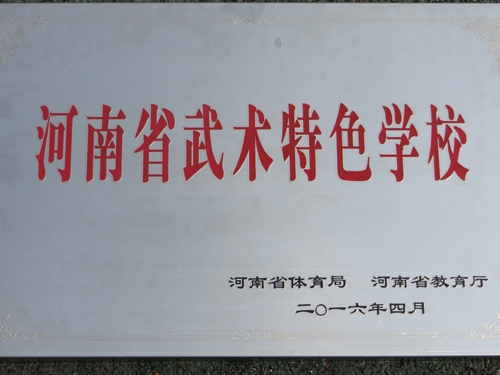 河南省武术特色学校
河南省体育局 河南省教育厅
二〇一六年四月